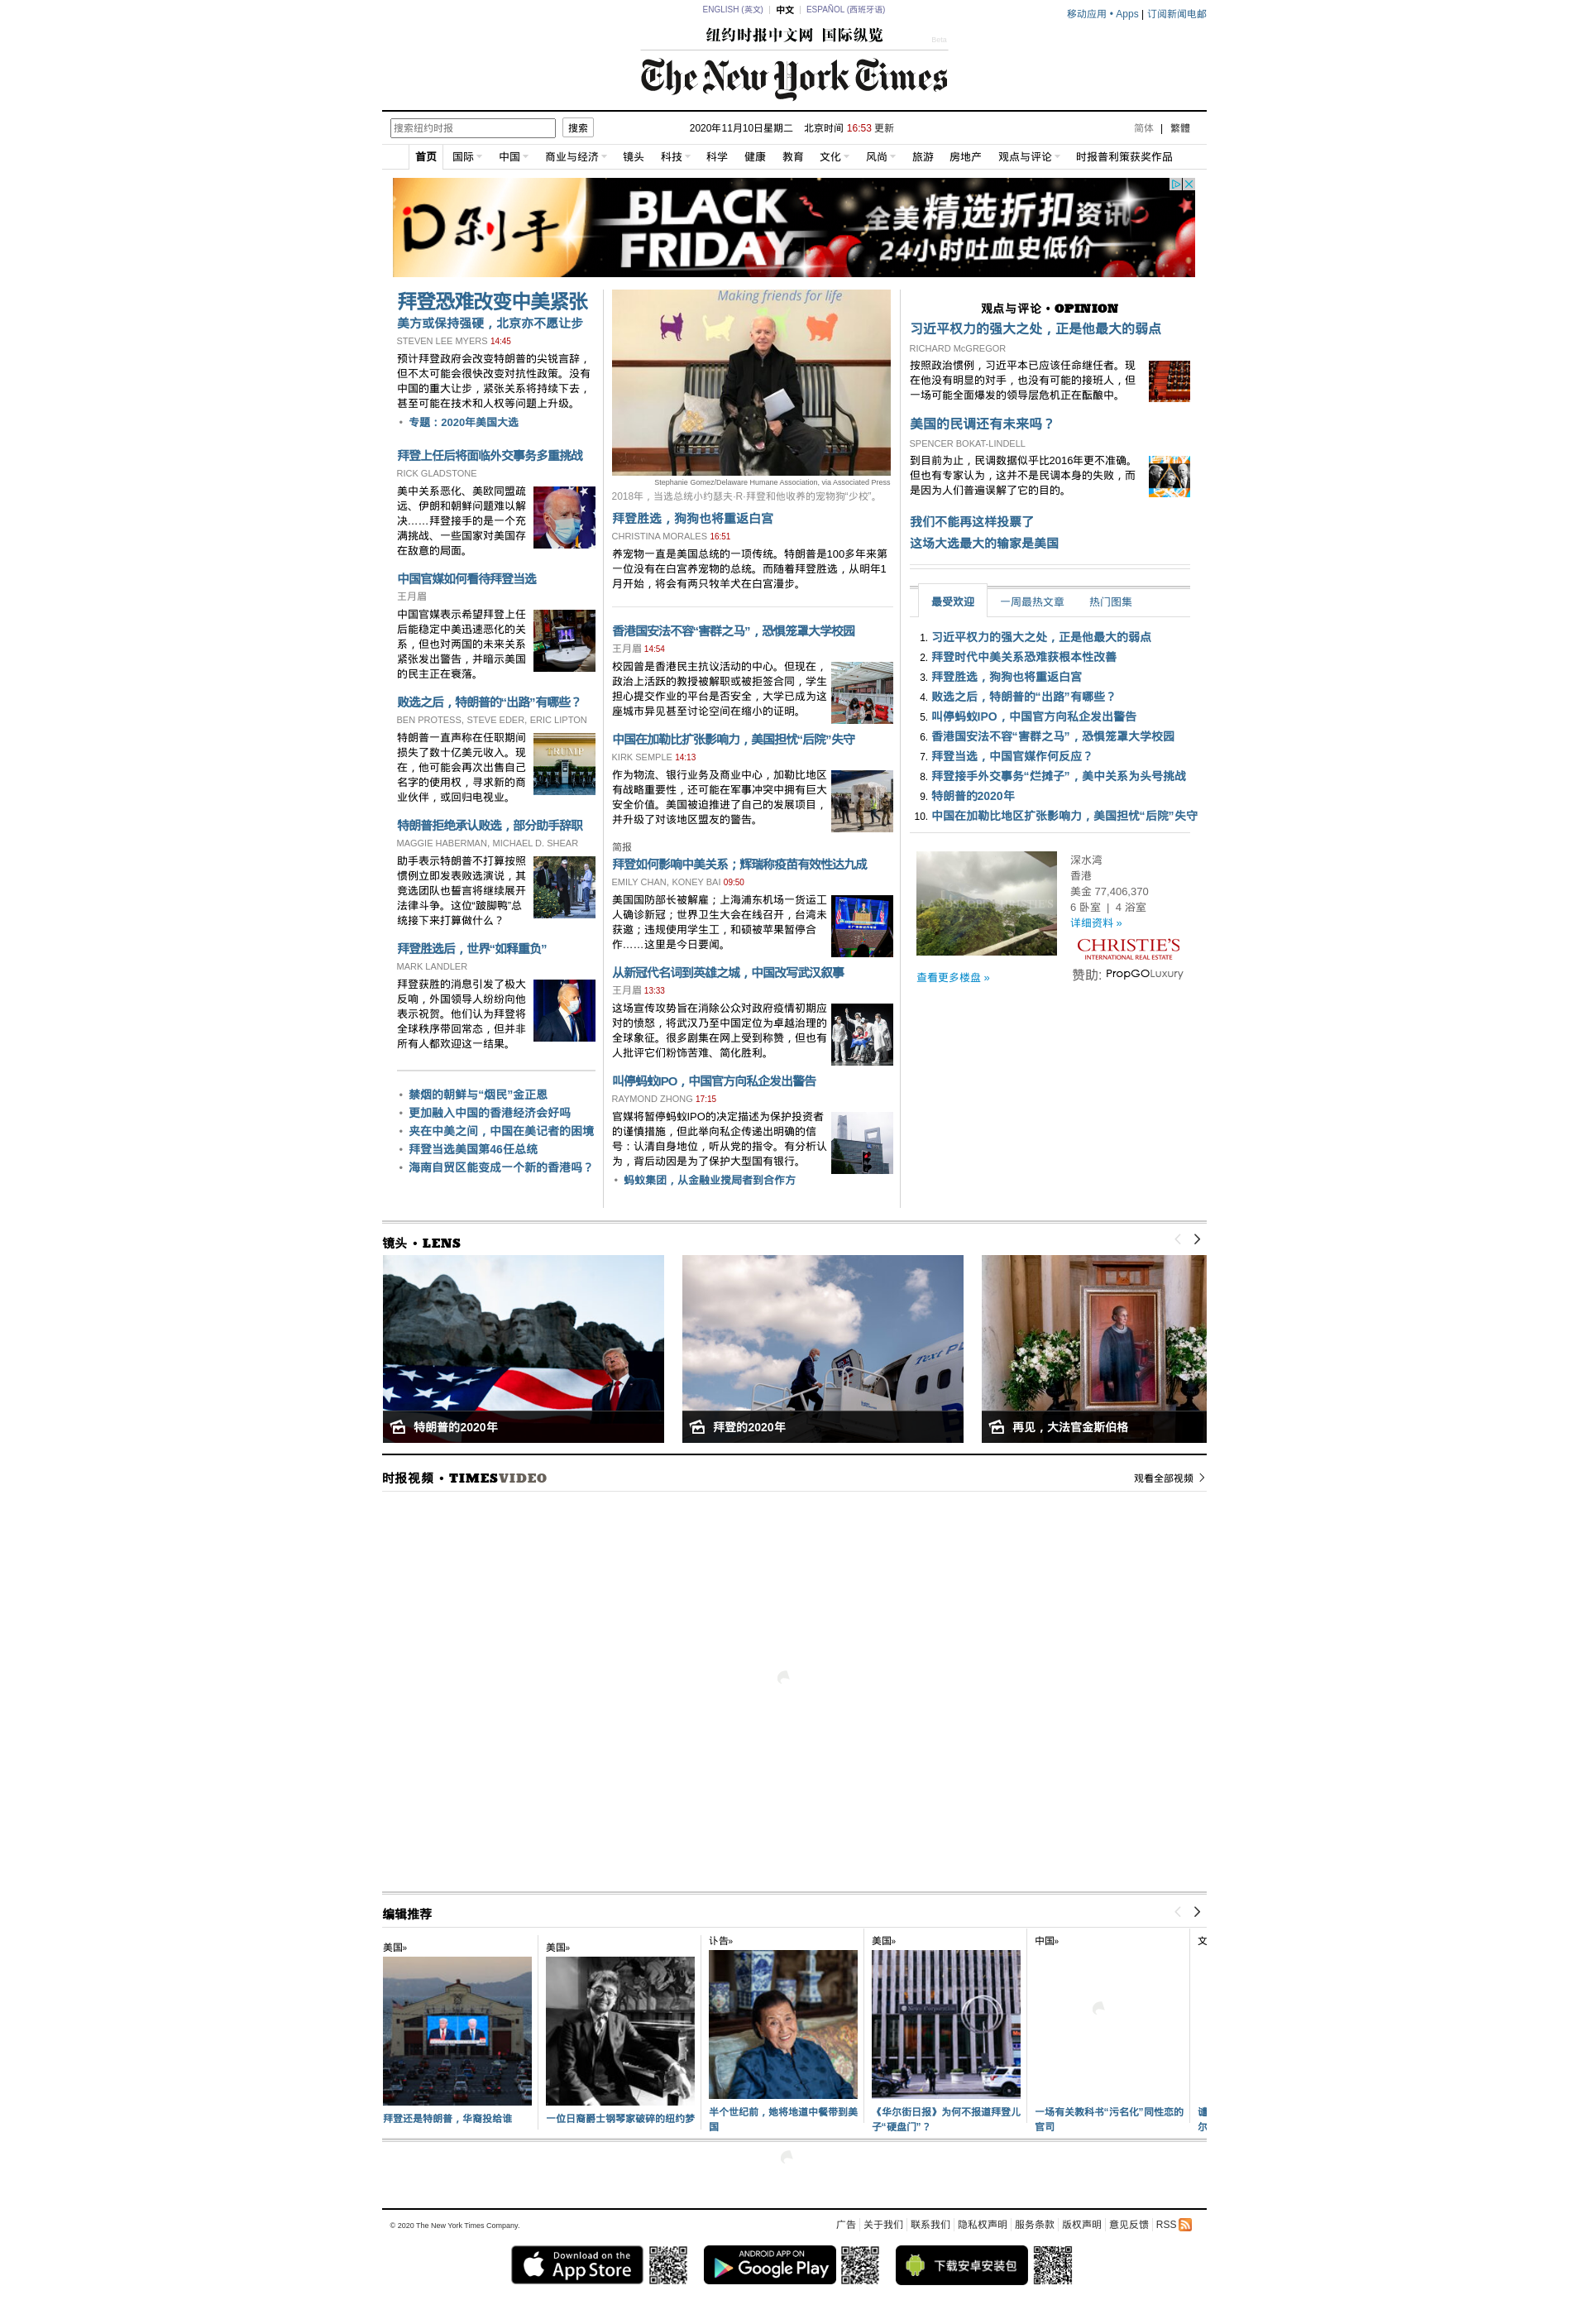 ENGLISH (英文) | 中文 | ESPAÑOL (西班牙语)
移动应用 • Apps | 订阅新闻电邮
纽约时报中文网 国际纵览
Beta
The New York Times
搜索纽约时报
搜索
2020年11月10日星期二 北京时间 16:53 更新
简体 | 繁體
首页 国际 中国 商业与经济 镜头 科技 科学 健康 教育 文化 风尚 旅游 房地产 观点与评论 时报普利策获奖作品
剁手
BLACK FRIDAY
全美精选折扣资讯
24小时吐血史低价
拜登恐难改变中美紧张
美方或保持强硬，北京亦不愿让步
STEVEN LEE MYERS 14:45
预计拜登政府会改变特朗普的尖锐言辞，
但不太可能会很快改变对抗性政策。没有
中国的重大让步，紧张关系将持续下去，
甚至可能在技术和人权等问题上升级。
• 专题：2020年美国大选
拜登上任后将面临外交事务多重挑战
RICK GLADSTONE
美中关系恶化、美欧同盟疏
远、伊朗和朝鲜问题难以解
决……拜登接手的是一个充
满挑战、一些国家对美国存
在敌意的局面。
中国官媒如何看待拜登当选
王月眉
中国官媒表示希望拜登上任
后能稳定中美迅速恶化的关
系，但也对两国的未来关系
紧张发出警告，并暗示美国
的民主正在衰落。
败选之后，特朗普的“出路”有哪些？
BEN PROTESS, STEVE EDER, ERIC LIPTON
特朗普一直声称在任职期间
损失了数十亿美元收入。现
在，他可能会再次出售自己
名字的使用权，寻求新的商
业伙伴，或回归电视业。
TRUMP
特朗普拒绝承认败选，部分助手辞职
MAGGIE HABERMAN, MICHAEL D. SHEAR
助手表示特朗普不打算按照
惯例立即发表败选演说，其
竞选团队也誓言将继续展开
法律斗争。这位“跛脚鸭”总
统接下来打算做什么？
拜登胜选后，世界“如释重负”
MARK LANDLER
拜登获胜的消息引发了极大
反响，外国领导人纷纷向他
表示祝贺。他们认为拜登将
全球秩序带回常态，但并非
所有人都欢迎这一结果。
• 禁烟的朝鲜与“烟民”金正恩
• 更加融入中国的香港经济会好吗
• 夹在中美之间，中国在美记者的困境
• 拜登当选美国第46任总统
• 海南自贸区能变成一个新的香港吗？
Making friends for life
Stephanie Gomez/Delaware Humane Association, via Associated Press
2018年，当选总统小约瑟夫·R·拜登和他收养的宠物狗“少校”。
拜登胜选，狗狗也将重返白宫
CHRISTINA MORALES 16:51
养宠物一直是美国总统的一项传统。特朗普是100多年来第
一位没有在白宫养宠物的总统。而随着拜登胜选，从明年1
月开始，将会有两只牧羊犬在白宫漫步。
香港国安法不容“害群之马”，恐惧笼罩大学校园
王月眉 14:54
校园曾是香港民主抗议活动的中心。但现在，
政治上活跃的教授被解职或被拒签合同，学生
担心提交作业的平台是否安全，大学已成为这
座城市异见甚至讨论空间在缩小的证明。
中国在加勒比扩张影响力，美国担忧“后院”失守
KIRK SEMPLE 14:13
作为物流、银行业务及商业中心，加勒比地区
有战略重要性，还可能在军事冲突中拥有巨大
安全价值。美国被迫推进了自己的发展项目，
并升级了对该地区盟友的警告。
简报
拜登如何影响中美关系；辉瑞称疫苗有效性达九成
EMILY CHAN, KONEY BAI 09:50
美国国防部长被解雇；上海浦东机场一货运工
人确诊新冠；世界卫生大会在线召开，台湾未
获邀；违规使用学生工，和硕被苹果暂停合
作……这里是今日要闻。
从新冠代名词到英雄之城，中国改写武汉叙事
王月眉 13:33
这场宣传攻势旨在消除公众对政府疫情初期应
对的愤怒，将武汉乃至中国定位为卓越治理的
全球象征。很多剧集在网上受到称赞，但也有
人批评它们粉饰苦难、简化胜利。
叫停蚂蚁IPO，中国官方向私企发出警告
RAYMOND ZHONG 17:15
官媒将暂停蚂蚁IPO的决定描述为保护投资者
的谨慎措施，但此举向私企传递出明确的信
号：认清自身地位，听从党的指令。有分析认
为，背后动因是为了保护大型国有银行。
• 蚂蚁集团，从金融业搅局者到合作方
观点与评论 • OPINION
习近平权力的强大之处，正是他最大的弱点
RICHARD McGREGOR
按照政治惯例，习近平本已应该任命继任者。现
在他没有明显的对手，也没有可能的接班人，但
一场可能全面爆发的领导层危机正在酝酿中。
美国的民调还有未来吗？
SPENCER BOKAT-LINDELL
到目前为止，民调数据似乎比2016年更不准确。
但也有专家认为，这并不是民调本身的失败，而
是因为人们普遍误解了它的目的。
我们不能再这样投票了
这场大选最大的输家是美国
最受欢迎 一周最热文章 热门图集
1. 习近平权力的强大之处，正是他最大的弱点
2. 拜登时代中美关系恐难获根本性改善
3. 拜登胜选，狗狗也将重返白宫
4. 败选之后，特朗普的“出路”有哪些？
5. 叫停蚂蚁IPO，中国官方向私企发出警告
6. 香港国安法不容“害群之马”，恐惧笼罩大学校园
7. 拜登当选，中国官媒作何反应？
8. 拜登接手外交事务“烂摊子”，美中关系为头号挑战
9. 特朗普的2020年
10. 中国在加勒比地区扩张影响力，美国担忧“后院”失守
深水湾
香港
美金 77,406,370
6 卧室 | 4 浴室
详细资料 »
CHRISTIE'S
INTERNATIONAL REAL ESTATE
查看更多楼盘 »
赞助: PropGOLuxury
镜头 • LENS
特朗普的2020年
Text
拜登的2020年
再见，大法官金斯伯格
时报视频 • TIMESVIDEO
观看全部视频
编辑推荐
美国»
拜登还是特朗普，华裔投给谁
美国»
一位日裔爵士钢琴家破碎的纽约梦
讣告»
半个世纪前，她将地道中餐带到美
国
美国»
《华尔街日报》为何不报道拜登儿
子“硬盘门”？
中国»
一场有关教科书“污名化”同性恋的
官司
文
尔
© 2020 The New York Times Company.
广告 | 关于我们 | 联系我们 | 隐私权声明 | 服务条款 | 版权声明 | 意见反馈 | RSS
Download on the
App Store
ANDROID APP ON
Google Play
下载安卓安装包